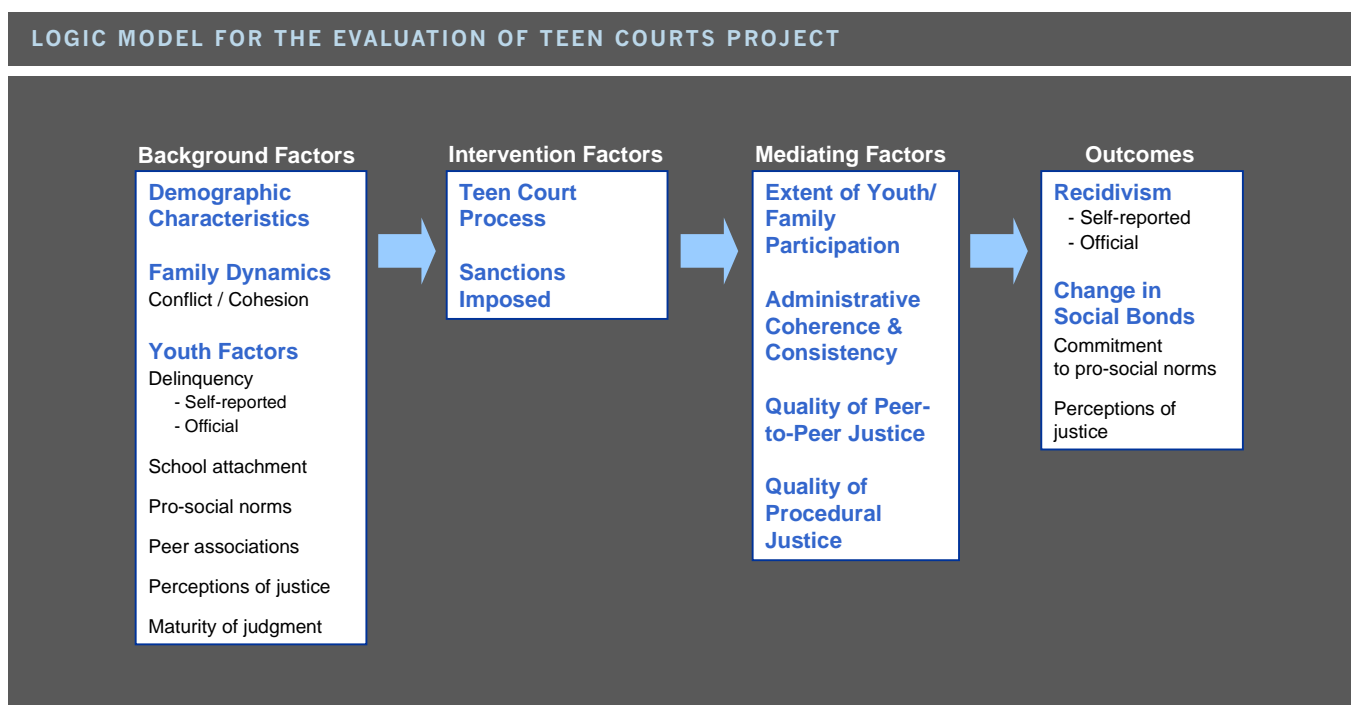 LOGIC MODEL FOR THE EVALUATION OF TEEN COURTS PROJECT
Background Factors
Demographic
Characteristics
Family Dynamics
Conflict / Cohesion
Youth Factors
Delinquency
- Self-reported
- Official
School attachment
Pro-social norms
Peer associations
Perceptions of justice
Maturity of judgment
Intervention Factors
Teen Court
Process
Sanctions
Imposed
Mediating Factors
Extent of Youth/
Family
Participation
Administrative
Coherence &
Consistency
Quality of Peer-
to-Peer Justice
Quality of
Procedural
Justice
Outcomes
Recidivism
- Self-reported
- Official
Change in
Social Bonds
Commitment
to pro-social norms
Perceptions of
justice